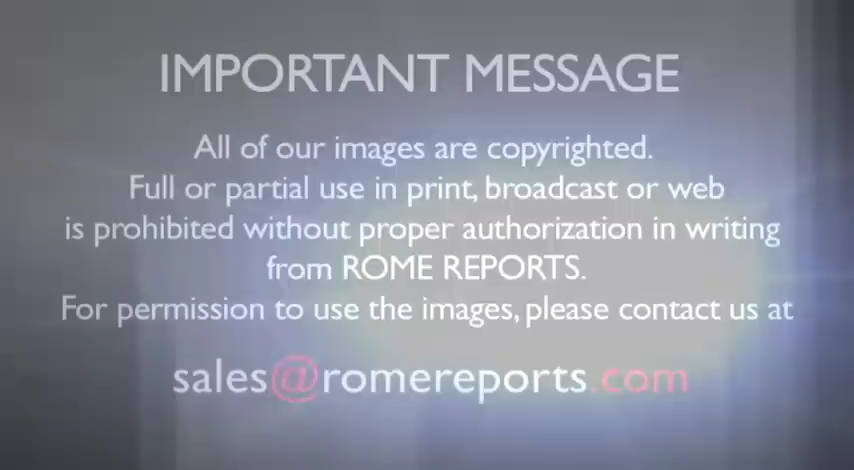 IMPORTANT MESSAGE
All of our images are copyrighted.
Full or partial use in print, broadcast or web
is prohibited without proper authorization in writing
from ROME REPORTS.
For permission to use the images, please contact us at
sales@romereports.com